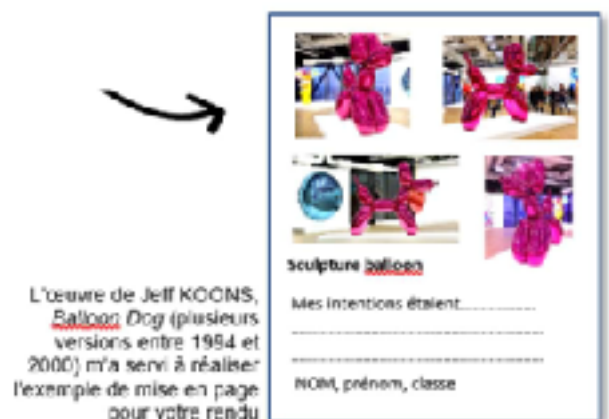 L'œuvre de Jeff KOONS,
Balloon Dog (plusieurs
versions entre 1994 et
2000) m'a servi à réaliser
l'exemple de mise en page
pour votre rendu
Sculpture balloon
Mes intentions étaient....................
............................................................
............................................................
NOM, prénom, classe